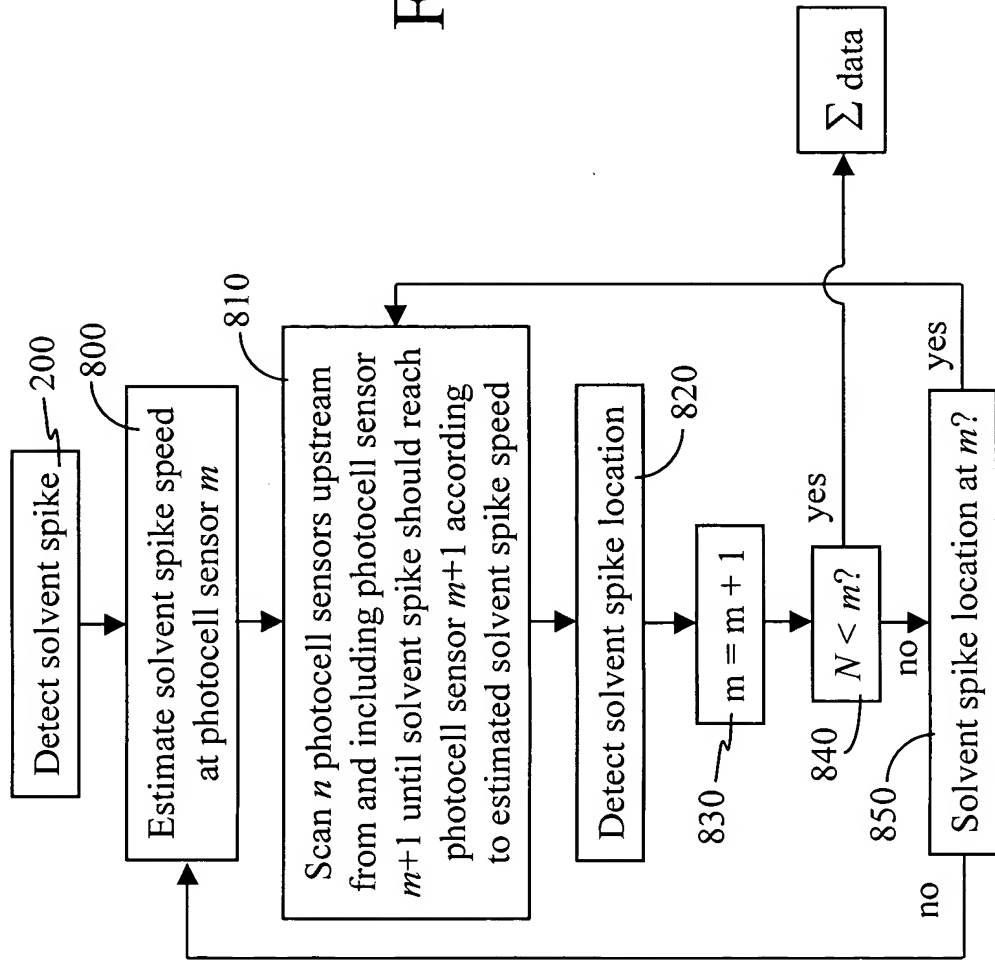 Detect solvent spike
200
800
Estimate solvent spike speed
at photocell sensor m
810
Scan n photocell sensors upstream
from and including photocell sensor
m+1 until solvent spike should reach
photocell sensor m+1 according
to estimated solvent spike speed
Detect solvent spike location
820
m = m + 1
830
N < m?
840
yes
no
Σ data
Solvent spike location at m?
850
yes
no